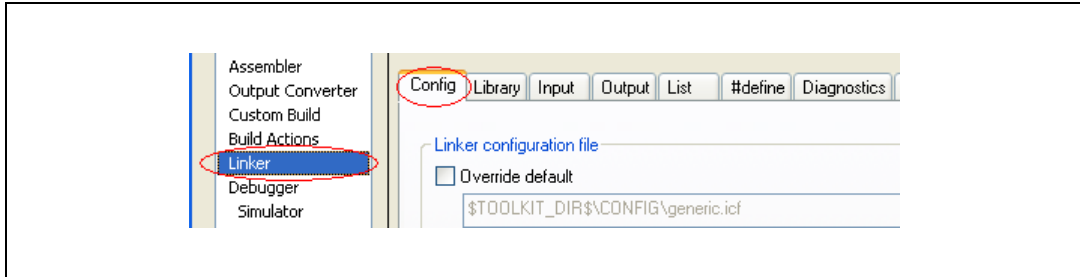 Assembler
Output Converter
Custom Build
Build Actions
Linker
Debugger
Simulator
Config Library Input Output List #define Diagnostics
Linker configuration file
Override default
$TOOLKIT_DIR$\CONFIG\generic.icf